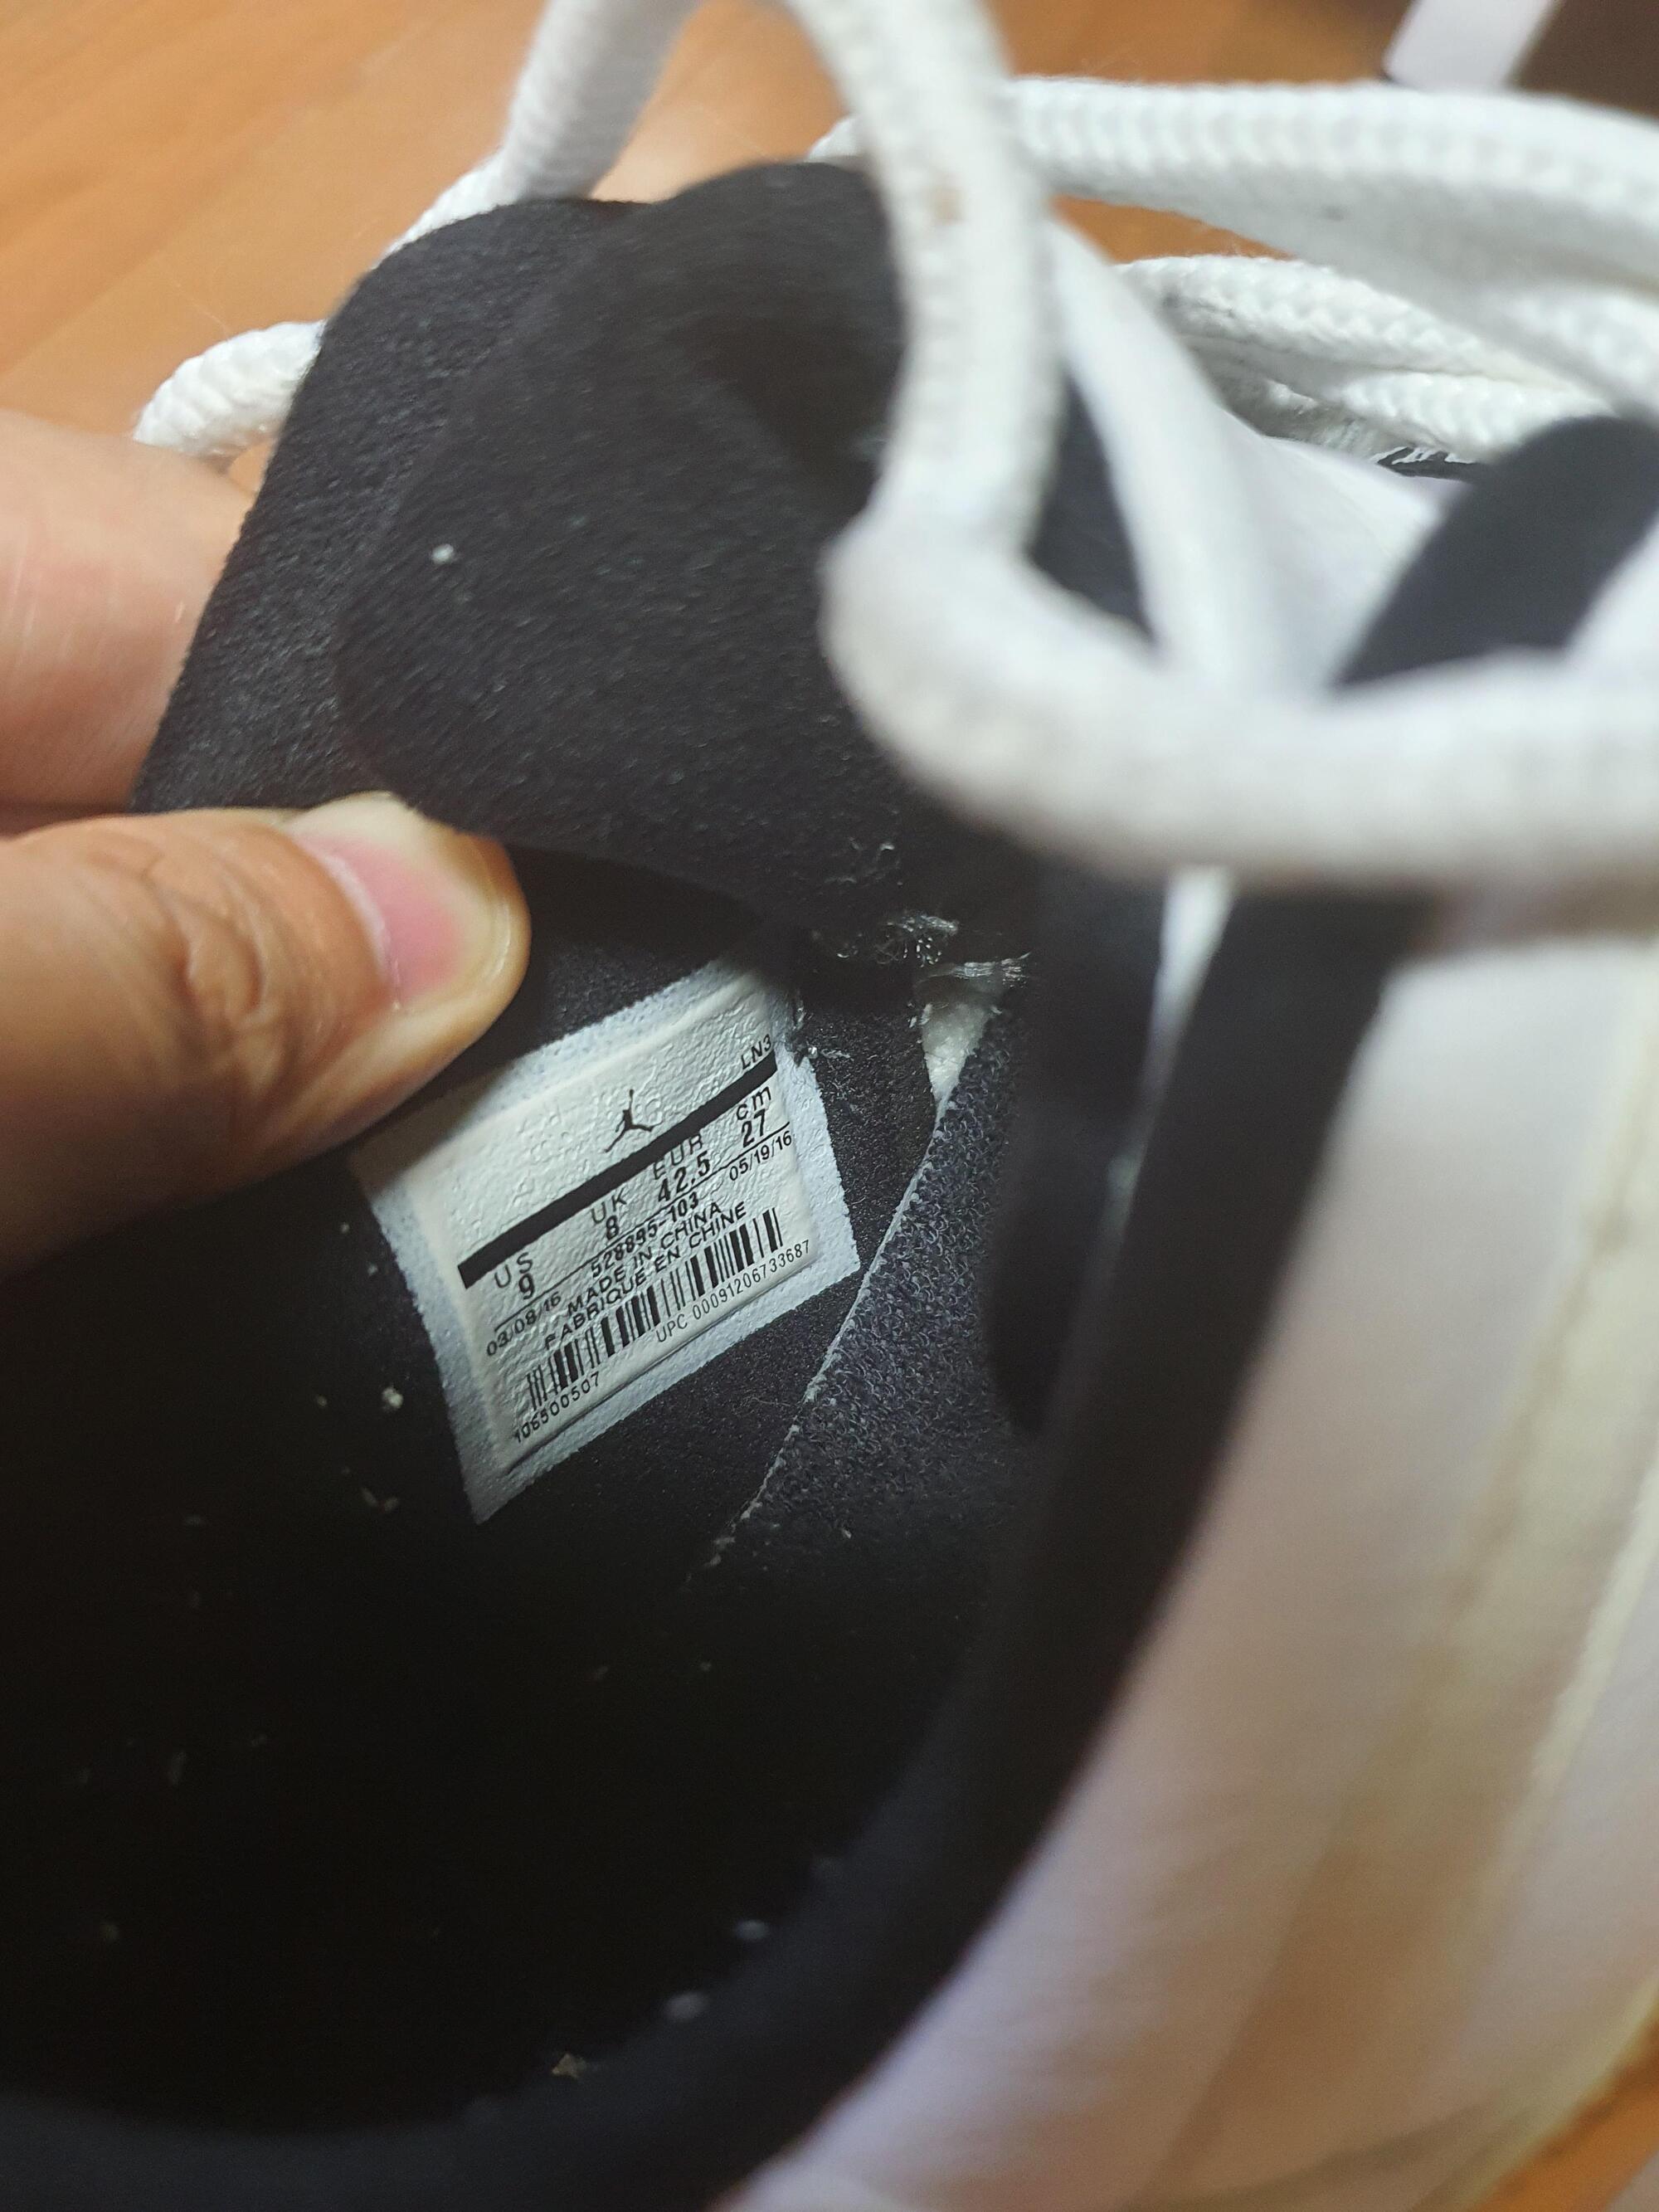 LN3
US UK EUR cm
9 8 42.5 27
03/08/16 528895-103 05/19/16
MADE IN CHINA
FABRIQUE EN CHINE
UPC 00091206733687
106500507